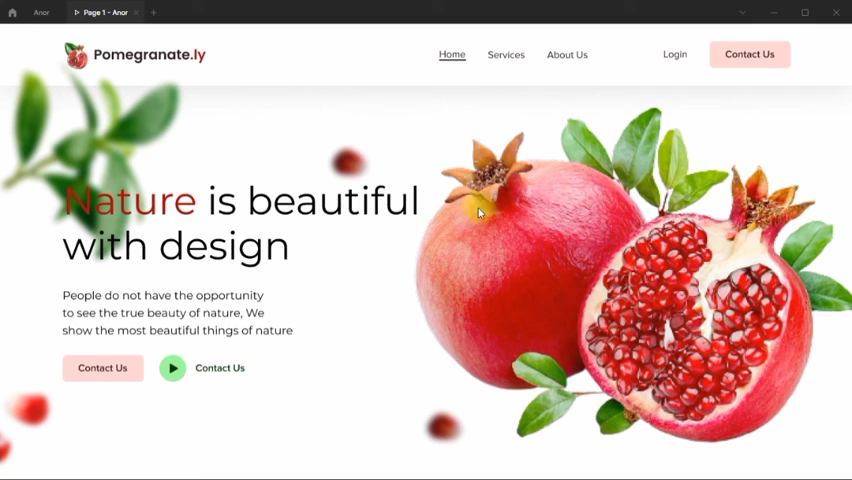 Anor
Page 1 - Anor
Pomegranate.ly
Home
Services
About Us
Login
Contact Us
Nature is beautiful
with design
People do not have the opportunity
to see the true beauty of nature, We
show the most beautiful things of nature
Contact Us
Contact Us